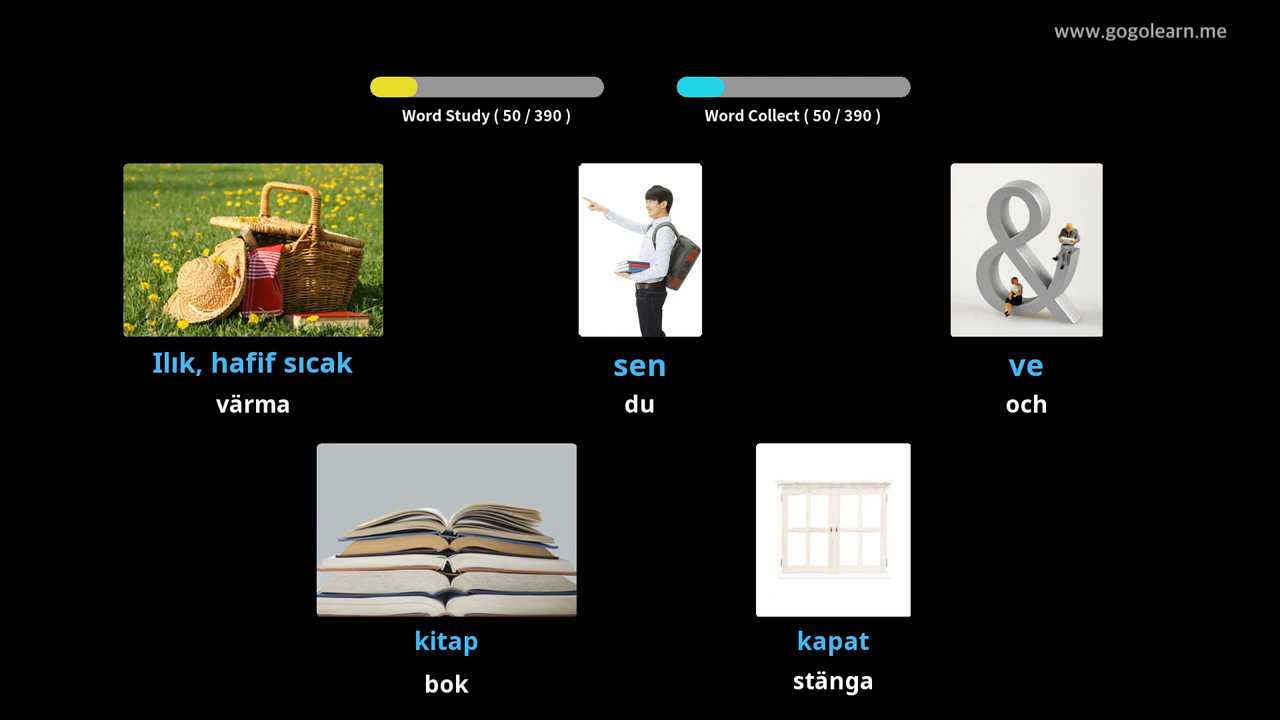 www.gogolearn.me
Word Study ( 50 / 390 )
Word Collect ( 50 / 390 )
Ilık, hafif sıcak
värma
sen
du
ve
och
&
kitap
bok
kapat
stänga